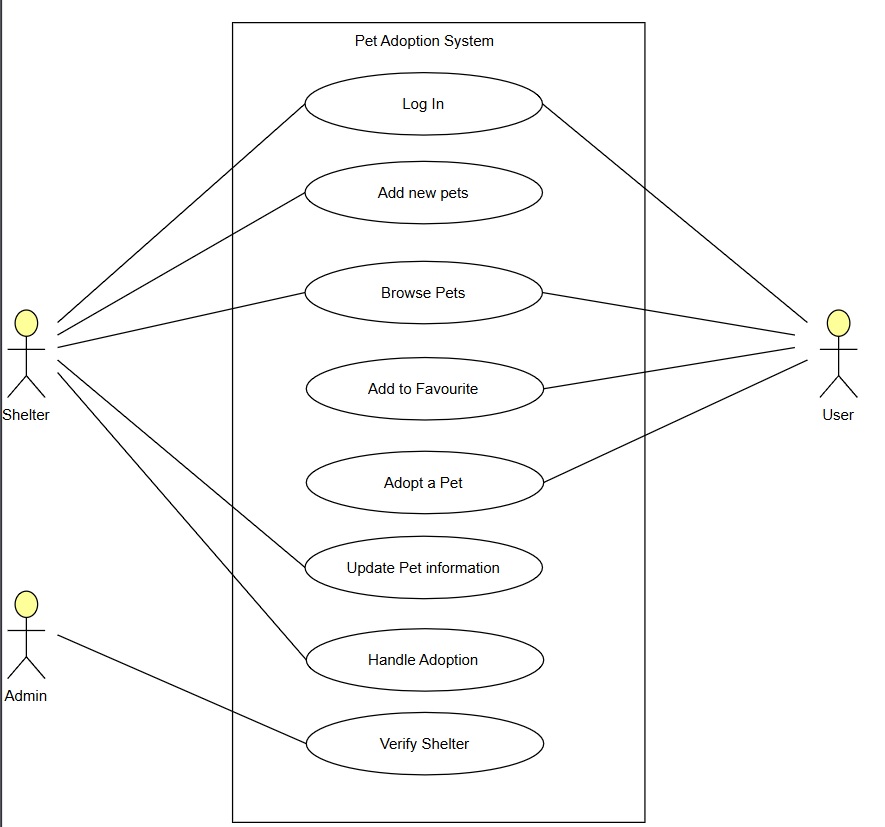 Pet Adoption System
Log In
Add new pets
Browse Pets
Add to Favourite
Shelter
User
Adopt a Pet
Update Pet information
Handle Adoption
Admin
Verify Shelter